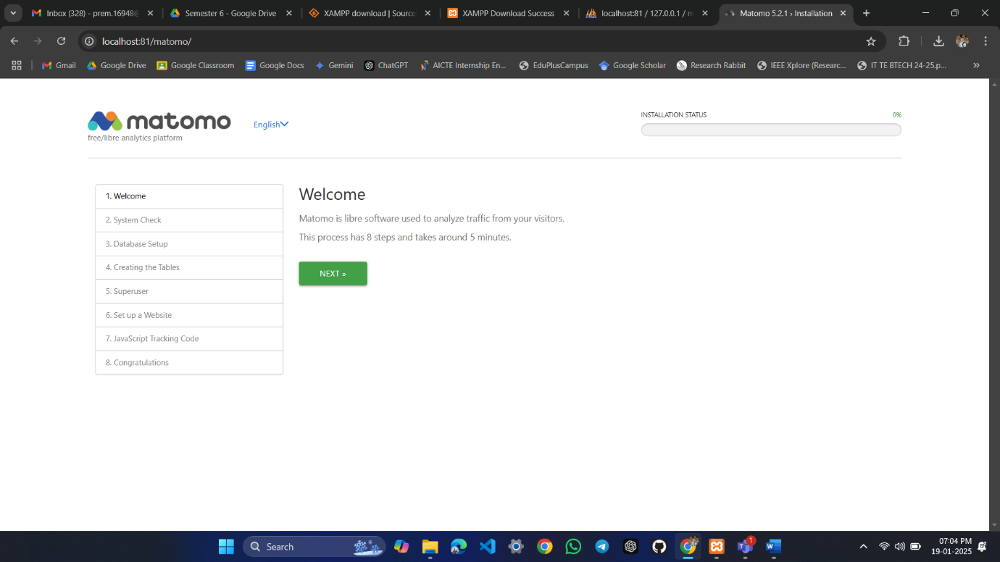 Inbox (328) - prem.16948@
Semester 6 - Google Drive
XAMPP download | Source
XAMPP Download Success
localhost:81 / 127.0.0.1 / m
Matomo 5.2.1 › Installation
localhost:81/matomo/
Gmail
Google Drive
Google Classroom
Google Docs
Gemini
ChatGPT
AICTE Internship En...
EduPlusCampus
Google Scholar
Research Rabbit
IEEE Xplore (Researc...
IT TE BTECH 24-25.p...
»
matomo
free/libre analytics platform
English
INSTALLATION STATUS
0%
1. Welcome
2. System Check
3. Database Setup
4. Creating the Tables
5. Superuser
6. Set up a Website
7. JavaScript Tracking Code
8. Congratulations
Welcome
Matomo is libre software used to analyze traffic from your visitors.
This process has 8 steps and takes around 5 minutes.
NEXT »
Search
1
07:04 PM
19-01-2025